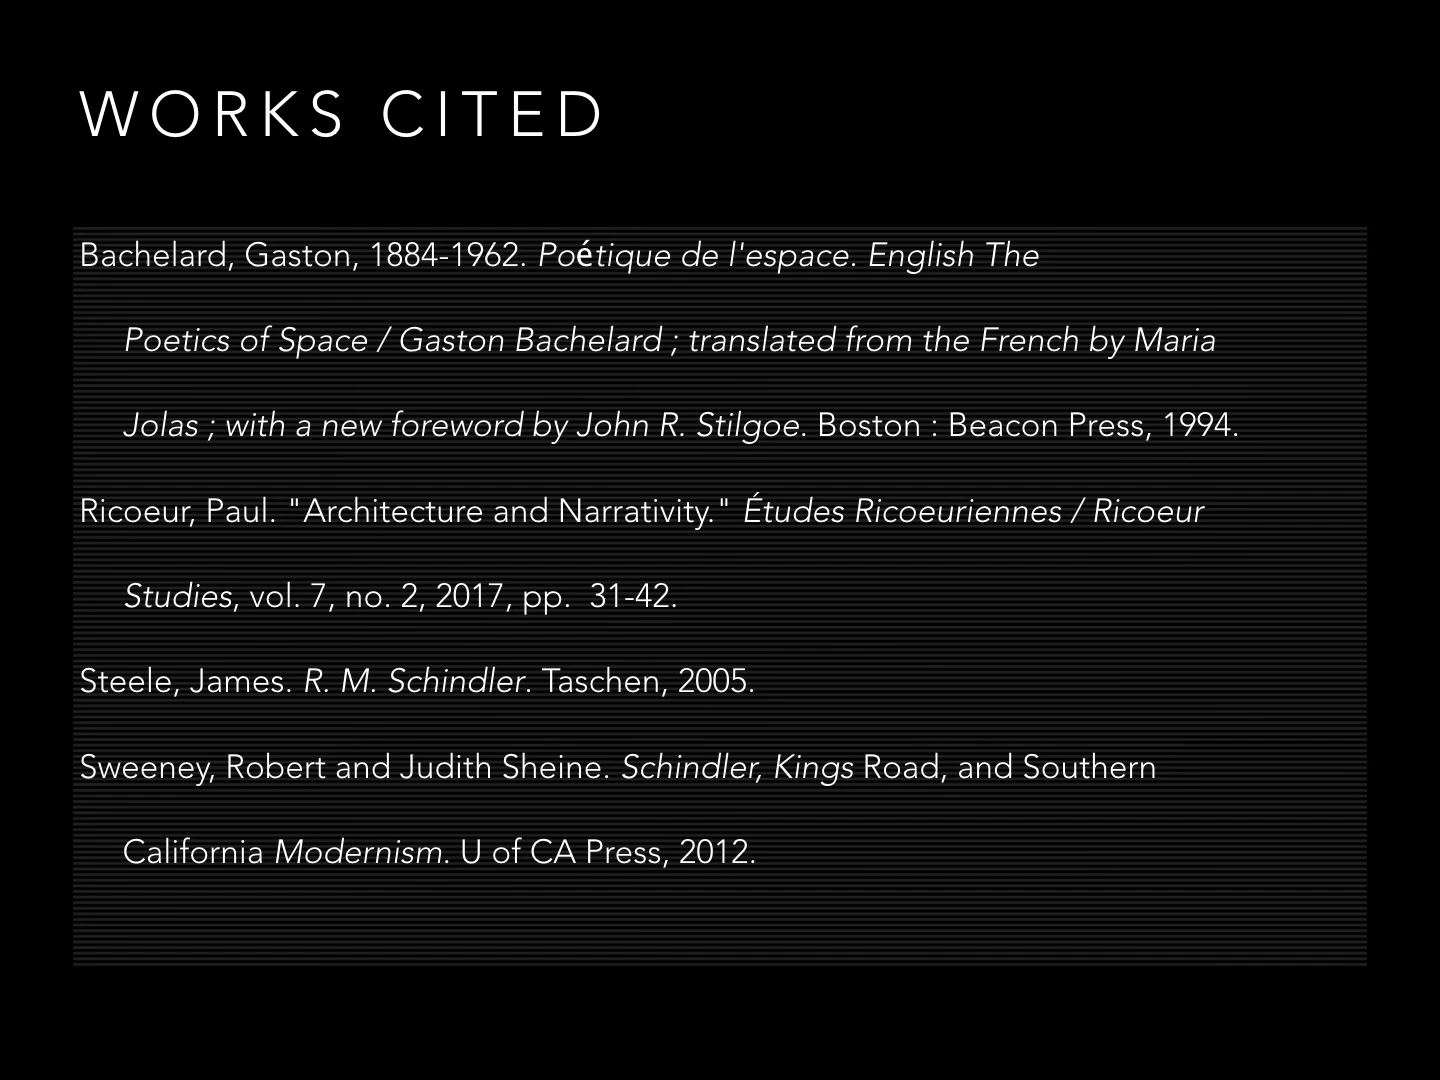 WORKS CITED
Bachelard, Gaston, 1884-1962. Poétique de l'espace. English The
Poetics of Space / Gaston Bachelard ; translated from the French by Maria
Jolas ; with a new foreword by John R. Stilgoe. Boston : Beacon Press, 1994.
Ricoeur, Paul. "Architecture and Narrativity." Études Ricoeuriennes / Ricoeur
Studies, vol. 7, no. 2, 2017, pp.  31-42.
Steele, James. R. M. Schindler. Taschen, 2005.
Sweeney, Robert and Judith Sheine. Schindler, Kings Road, and Southern
California Modernism. U of CA Press, 2012.